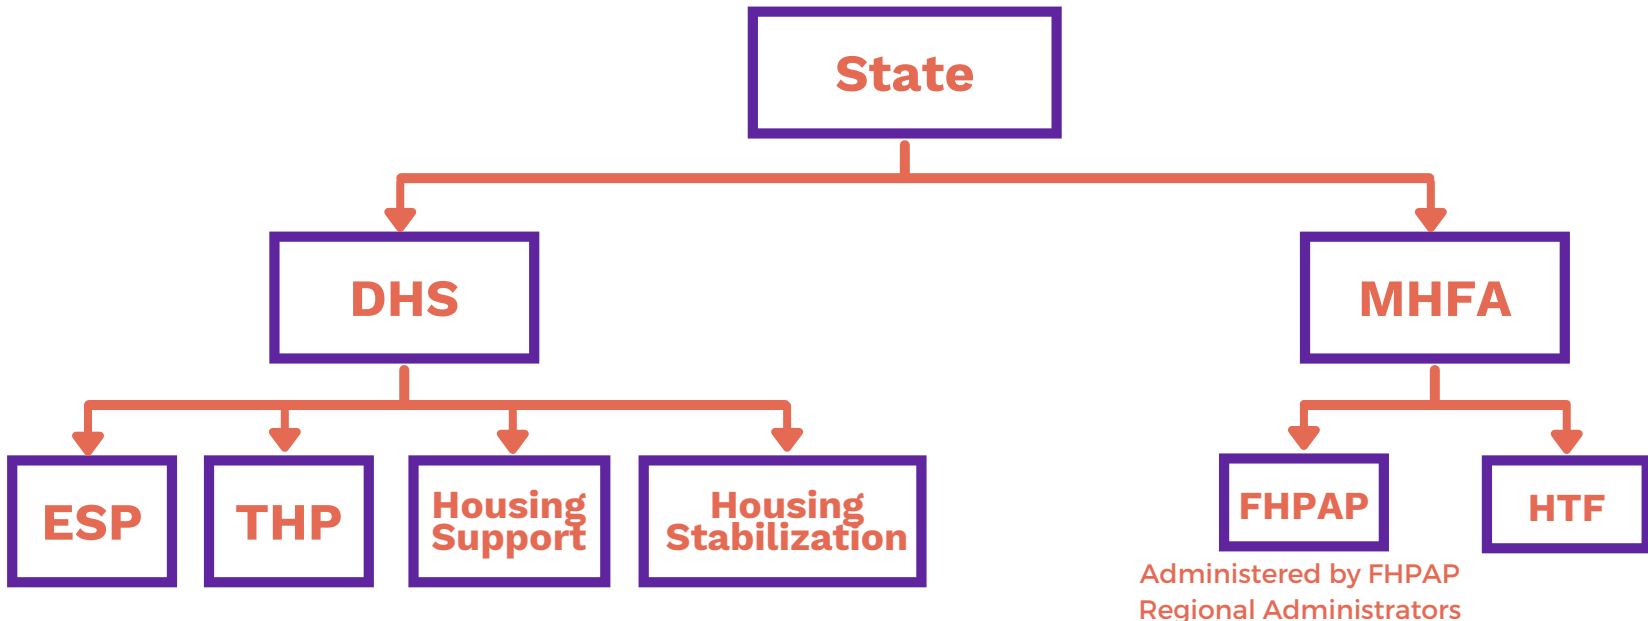 State
DHS
MHFA
ESP
THP
Housing
Support
Housing
Stabilization
FHPAP
HTF
Administered by FHPAP
Regional Administrators